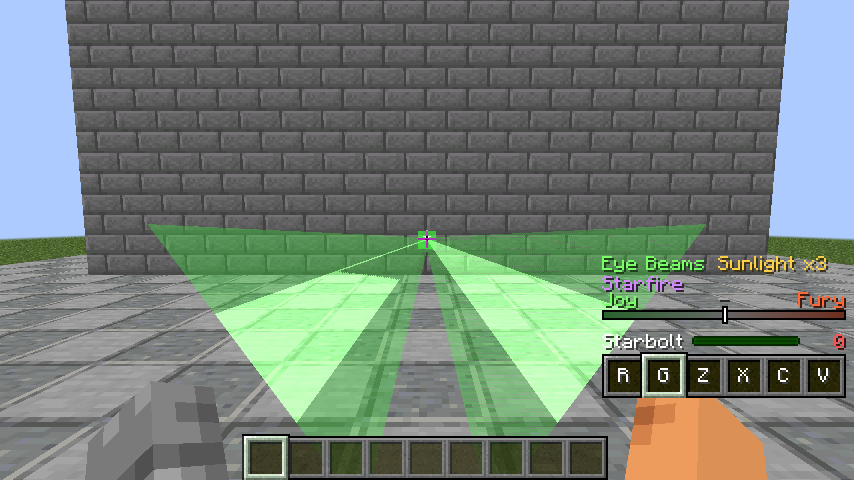 Eye Beams Sunlight x3
Starfire
Joy Fury
Starbolt 0
R G Z X C V